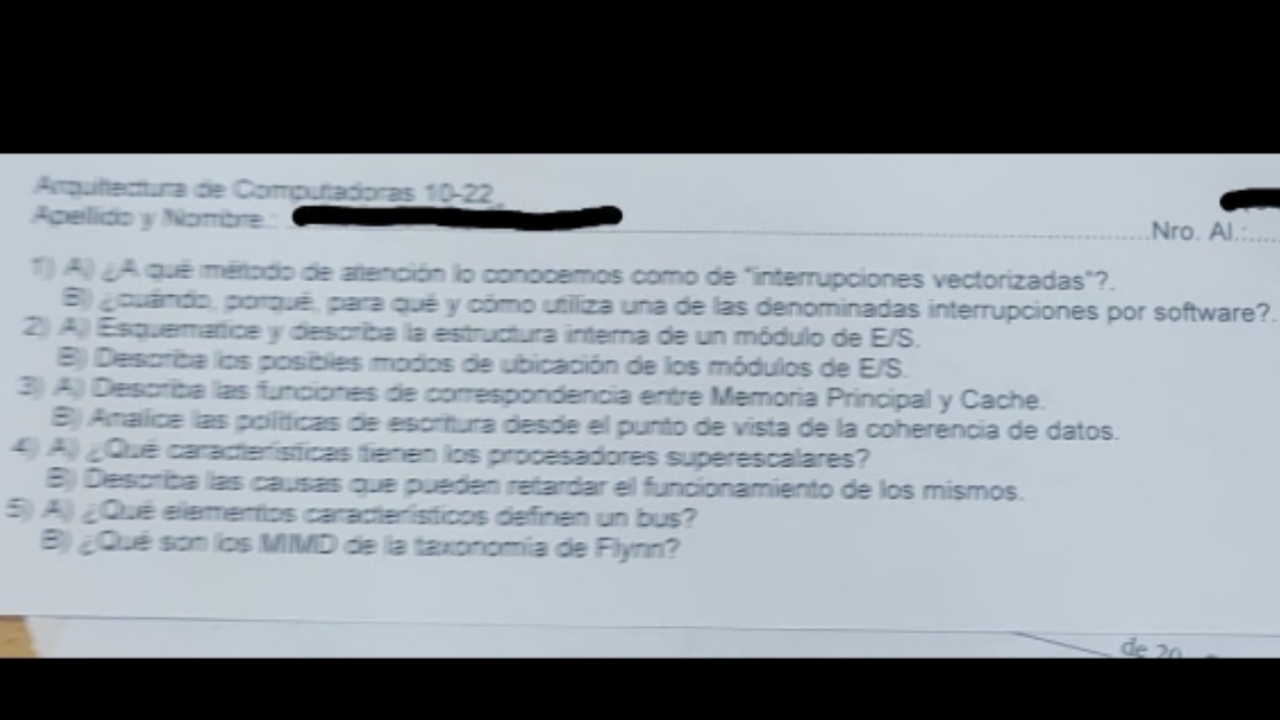 Arquitectura de Computadoras 10-22
Apellido y Nombre.: Nro. Al.:
1) A) ¿A qué método de atención lo conocemos como de "interrupciones vectorizadas"?.
B) ¿cuándo, porqué, para qué y cómo utiliza una de las denominadas interrupciones por software?.
2) A) Esquematice y describa la estructura interna de un módulo de E/S.
B) Describa los posibles modos de ubicación de los módulos de E/S.
3) A) Describa las funciones de correspondencia entre Memoria Principal y Cache.
B) Analice las políticas de escritura desde el punto de vista de la coherencia de datos.
4) A) ¿Qué características tienen los procesadores superescalares?
B) Describa las causas que pueden retardar el funcionamiento de los mismos.
5) A) ¿Qué elementos característicos definen un bus?
B) ¿Qué son los MIMD de la taxonomía de Flynn?
de 20